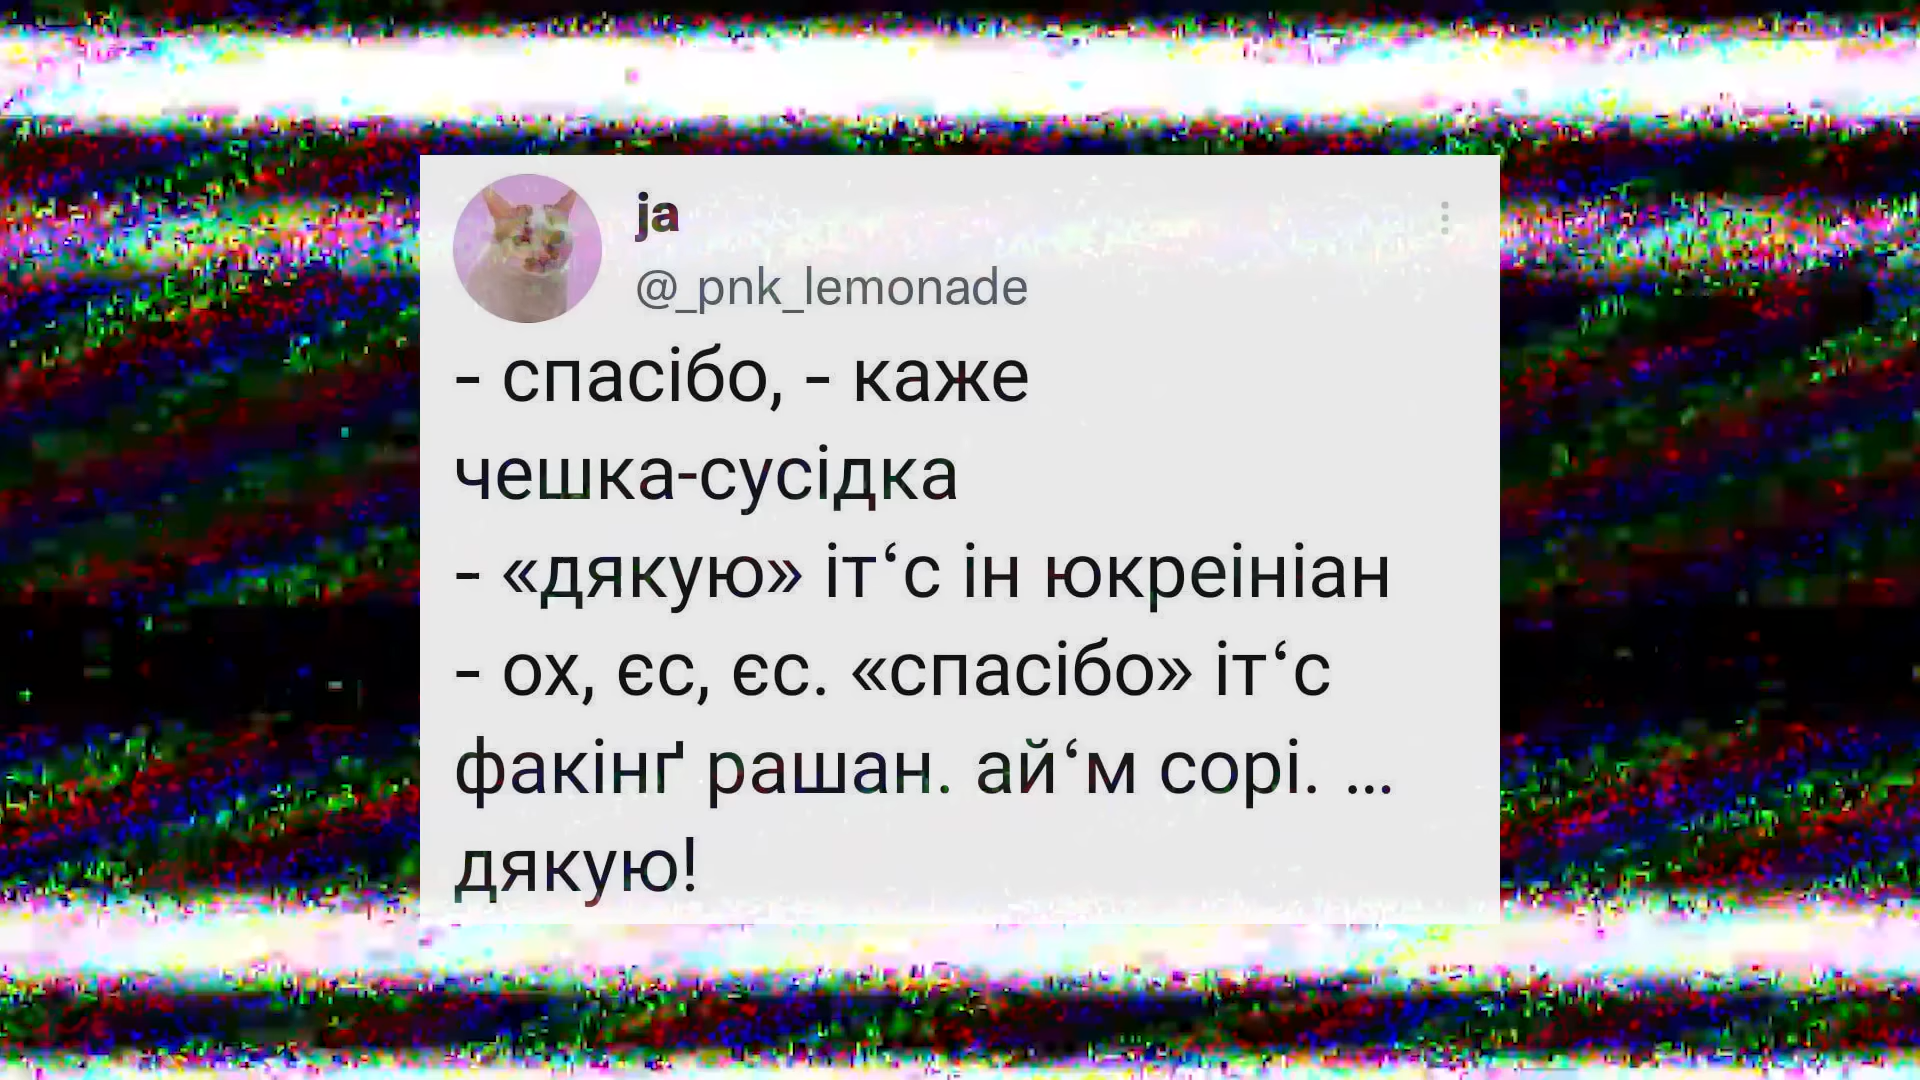 ja
@_pnk_lemonade
- спасібо, - каже
чешка-сусідка
- «дякую» іт‘с ін юкреініан
- ох, єс, єс. «спасібо» іт‘с
факінґ рашан. ай‘м сорі. ...
дякую!